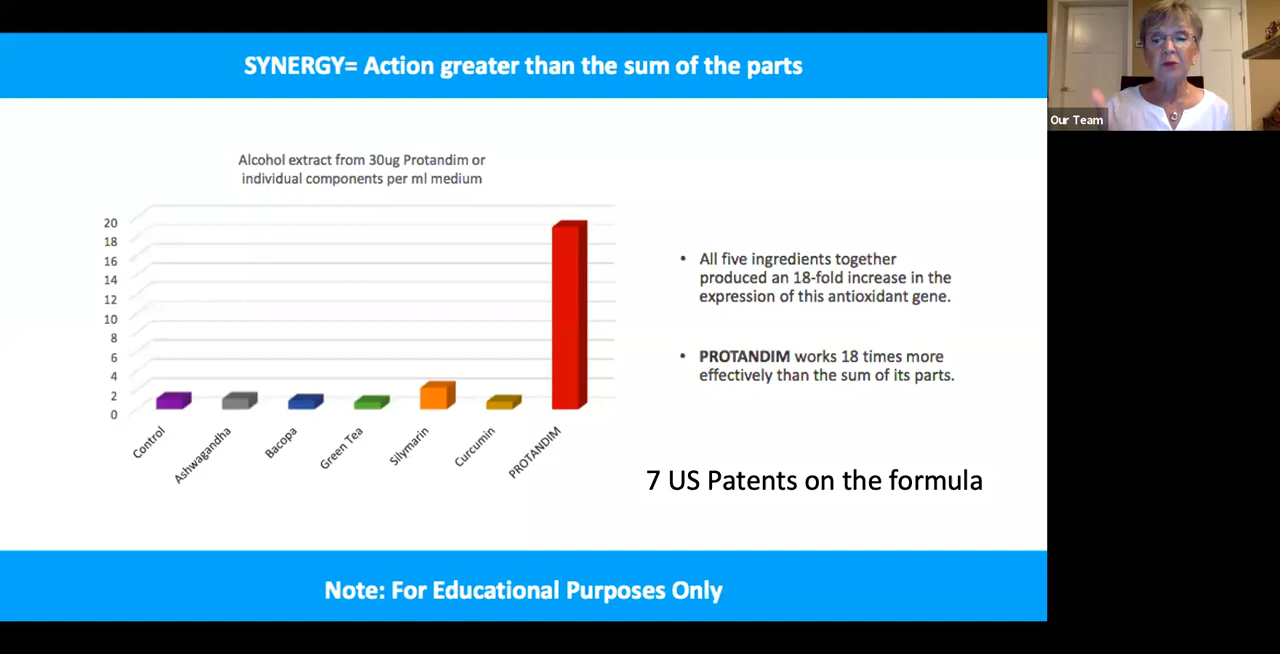 SYNERGY= Action greater than the sum of the parts
Our Team
Alcohol extract from 30ug Protandim or
individual components per ml medium
20
18
16
14
12
10
8
6
4
2
0
Control
Ashwagandha
Bacopa
Green Tea
Silymarin
Curcumin
PROTANDIM
• All five ingredients together
produced an 18-fold increase in the
expression of this antioxidant gene.
• PROTANDIM works 18 times more
effectively than the sum of its parts.
7 US Patents on the formula
Note: For Educational Purposes Only